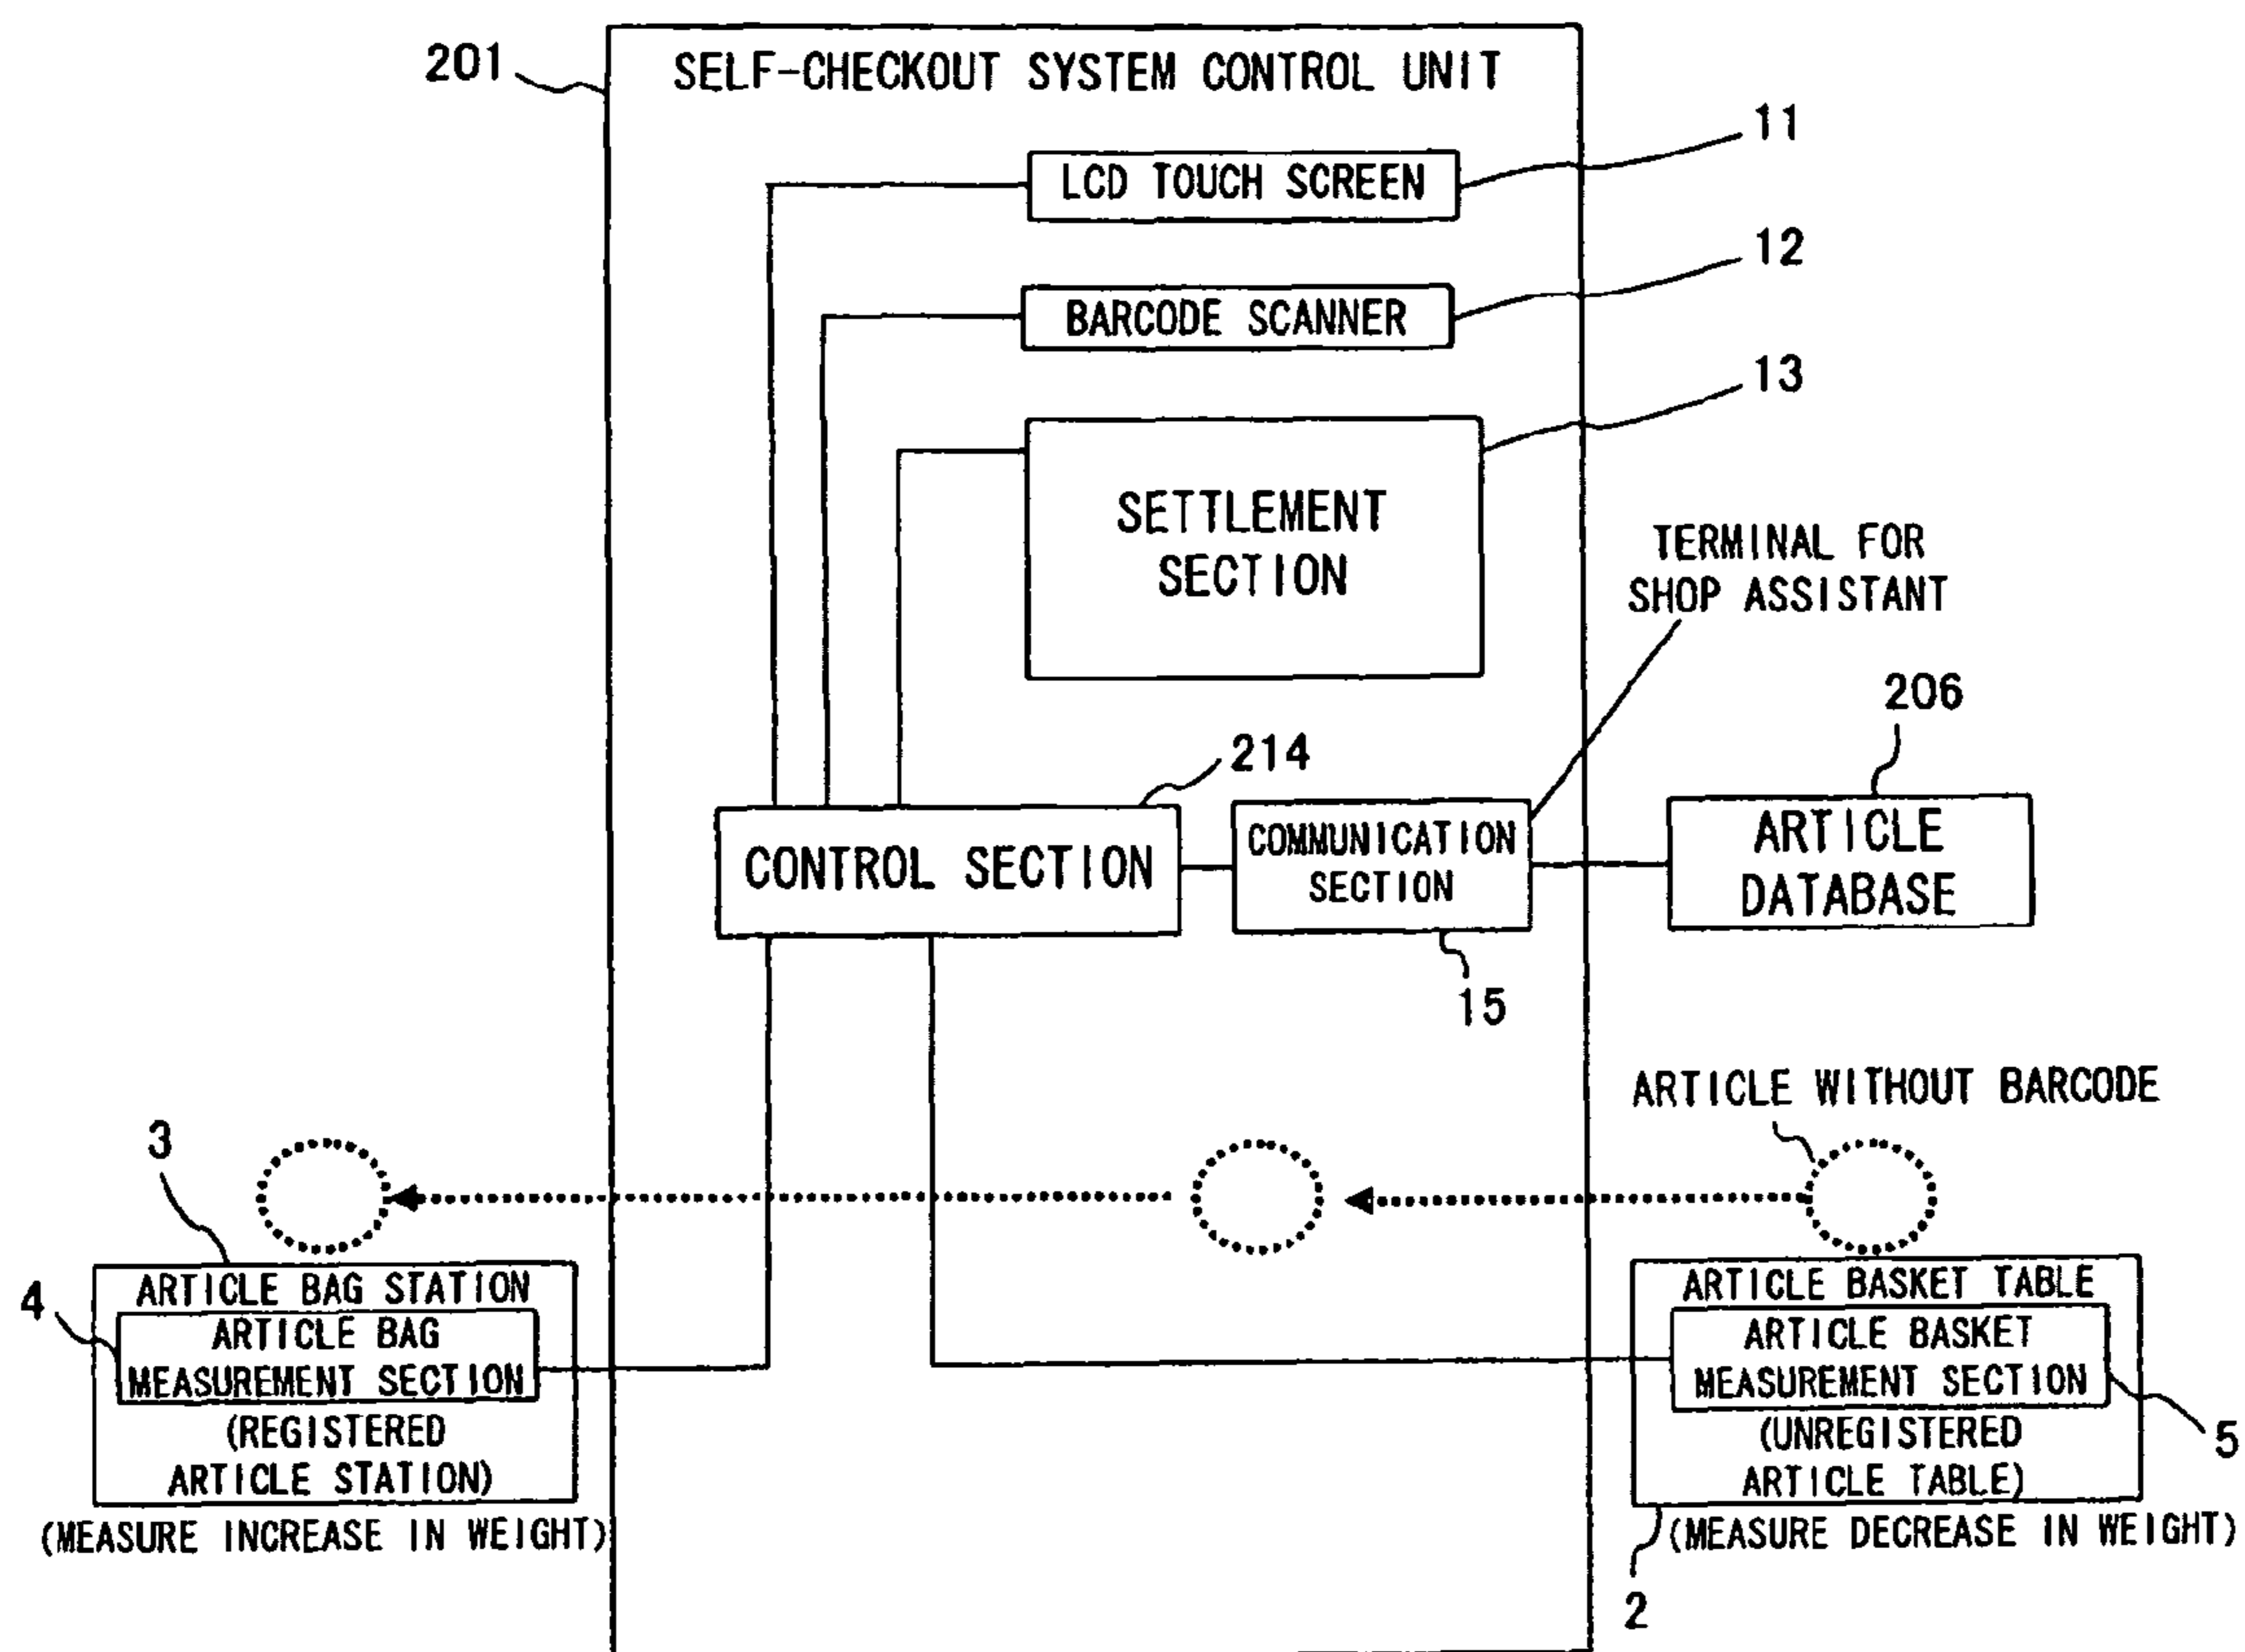 201
SELF-CHECKOUT SYSTEM CONTROL UNIT
11
LCD TOUCH SCREEN
12
BARCODE SCANNER
13
SETTLEMENT
SECTION
TERMINAL FOR
SHOP ASSISTANT
206
214
CONTROL SECTION
COMMUNICATION
SECTION
ARTICLE
DATABASE
15
ARTICLE WITHOUT BARCODE
3
4
ARTICLE BAG STATION
ARTICLE BAG
MEASUREMENT SECTION
(REGISTERED
ARTICLE STATION)
(MEASURE INCREASE IN WEIGHT)
ARTICLE BASKET TABLE
ARTICLE BASKET
MEASUREMENT SECTION
5
(UNREGISTERED
ARTICLE TABLE)
(MEASURE DECREASE IN WEIGHT)
2